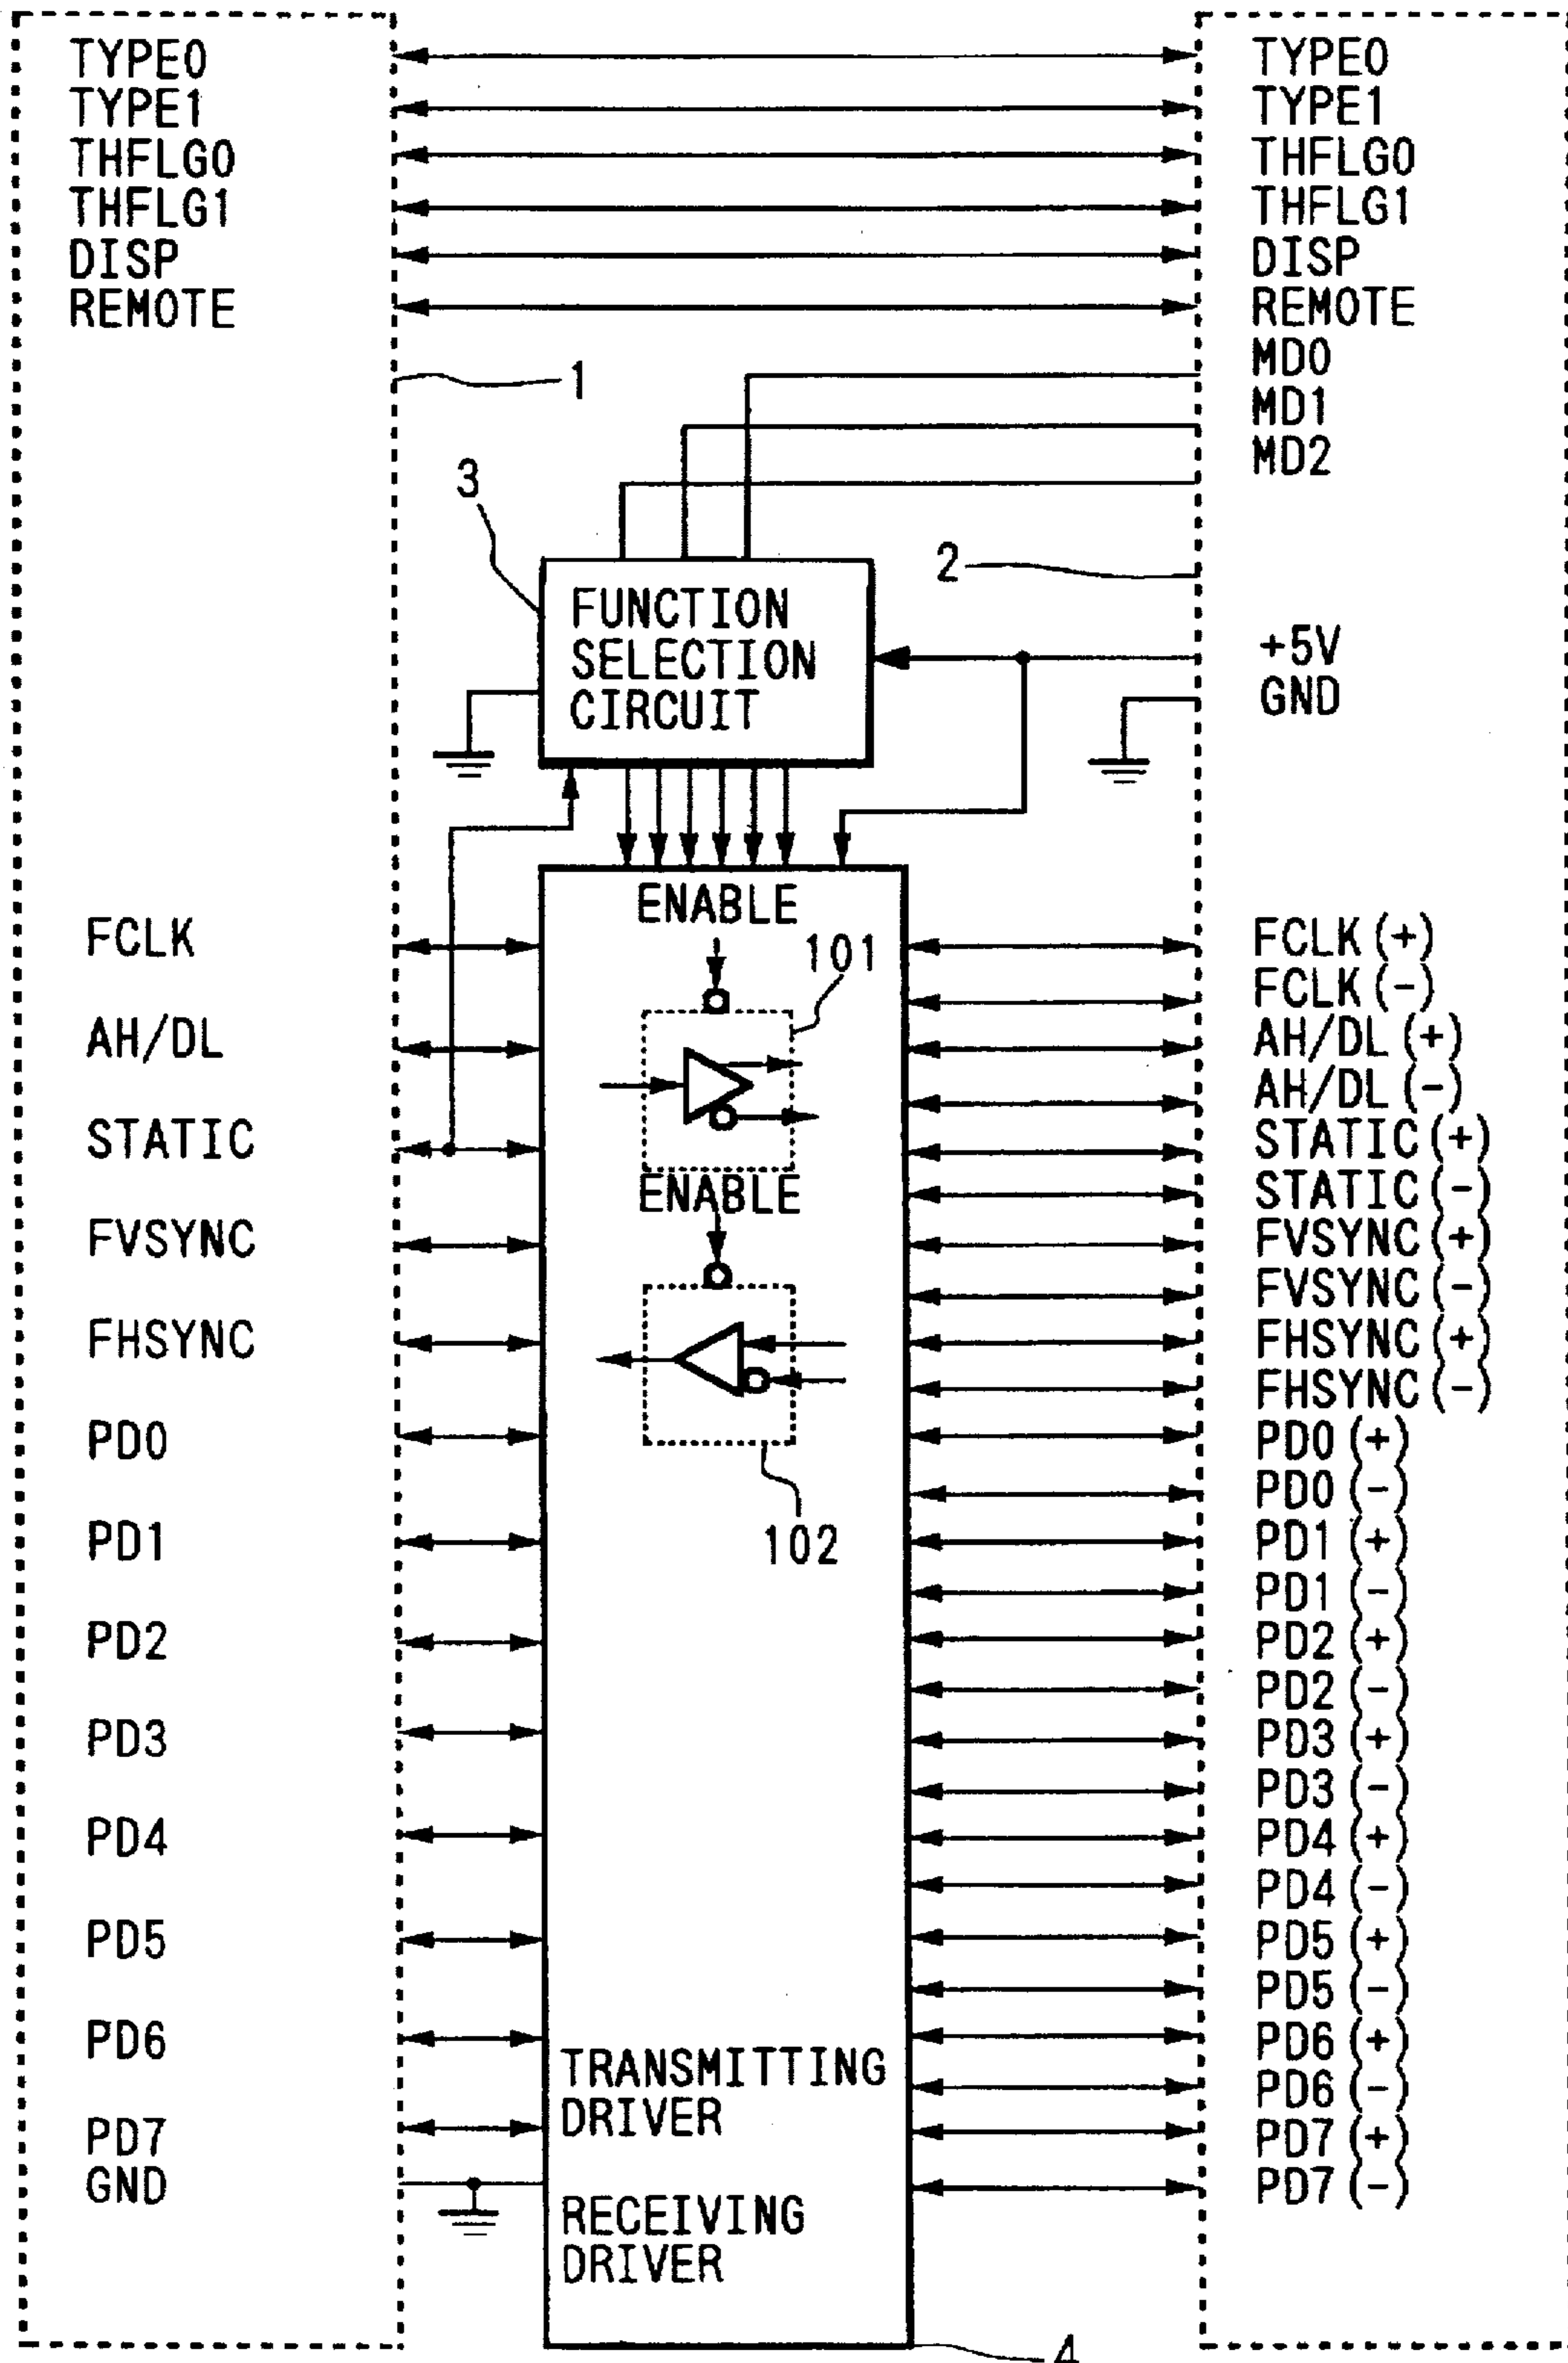 TYPE0
TYPE1
THFLG0
THFLG1
DISP
REMOTE
1
3
FUNCTION
SELECTION
CIRCUIT
FCLK
AH/DL
STATIC
FVSYNC
FHSYNC
PD0
PD1
PD2
PD3
PD4
PD5
PD6
PD7
GND
ENABLE
101
ENABLE
102
TRANSMITTING
DRIVER
RECEIVING
DRIVER
4
TYPE0
TYPE1
THFLG0
THFLG1
DISP
REMOTE
MD0
MD1
MD2
2
+5V
GND
FCLK(+)
FCLK(-)
AH/DL(+)
AH/DL(-)
STATIC(+)
STATIC(-)
FVSYNC(+)
FVSYNC(-)
FHSYNC(+)
FHSYNC(-)
PD0(+)
PD0(-)
PD1(+)
PD1(-)
PD2(+)
PD2(-)
PD3(+)
PD3(-)
PD4(+)
PD4(-)
PD5(+)
PD5(-)
PD6(+)
PD6(-)
PD7(+)
PD7(-)